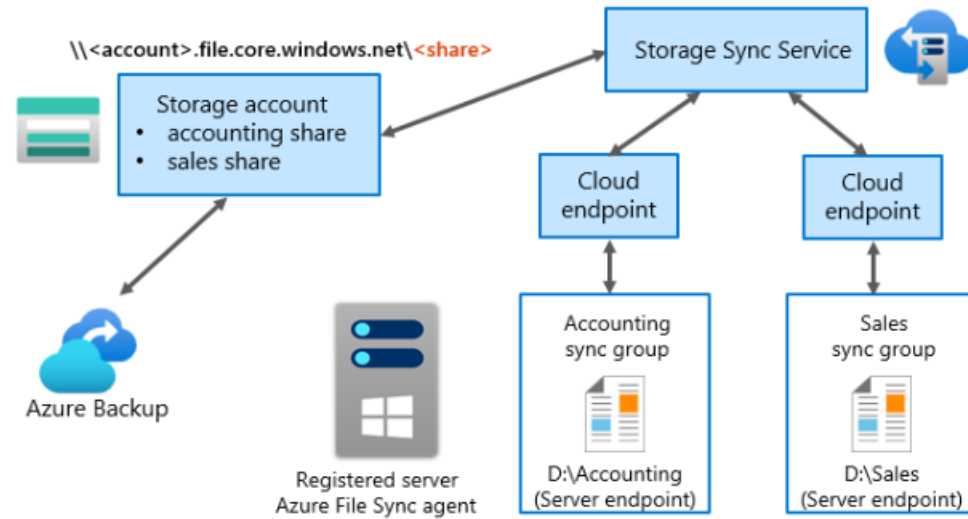 \\<account>.file.core.windows.net\<share>
Storage Sync Service
Storage account
• accounting share
• sales share
Cloud
endpoint
Cloud
endpoint
Accounting
sync group
Sales
sync group
Azure Backup
D:\Accounting
(Server endpoint)
D:\Sales
(Server endpoint)
Registered server
Azure File Sync agent